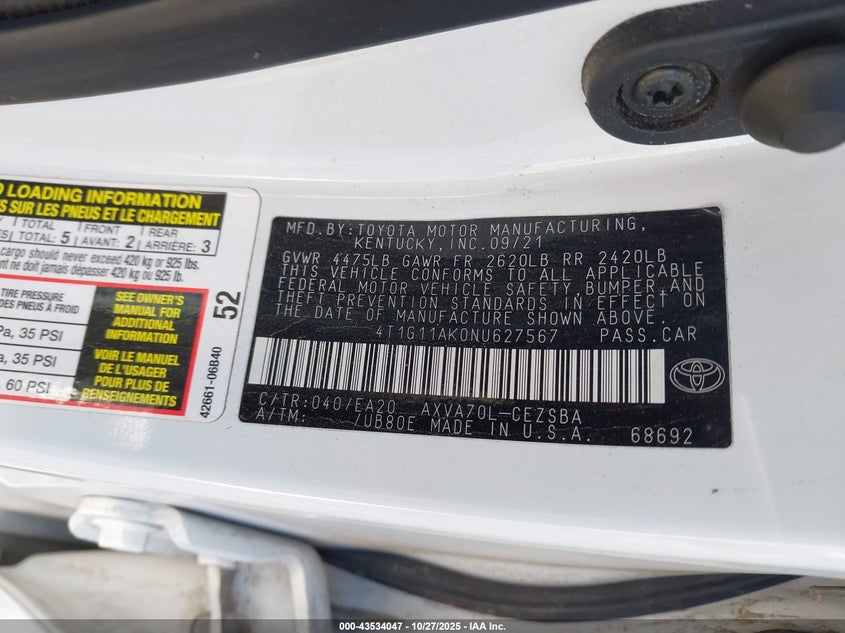 LOADING INFORMATION
SUR LES PNEUS ET LE CHARGEMENT
TOTAL FRONT REAR
TOTAL: 5 AVANT: 2 ARRIÈRE: 3
cargo should never exceed 420 kg or 925 lbs.
ne doit jamais dépasser 420 kg ou 925 lbs.
TIRE PRESSURE
DES PNEUS À FROID
35 PSI
35 PSI
60 PSI
SEE OWNER'S
MANUAL FOR
ADDITIONAL
INFORMATION
VOIR LE MANUEL
DE L'USAGER
POUR PLUS DE
RENSEIGNEMENTS
52
42661-06B40
MFD. BY: TOYOTA MOTOR MANUFACTURING,
KENTUCKY, INC. 09/21
GVWR 4475LB GAWR FR 2620LB RR 2420LB
THIS VEHICLE CONFORMS TO ALL APPLICABLE
FEDERAL MOTOR VEHICLE SAFETY, BUMPER, AND
THEFT PREVENTION STANDARDS IN EFFECT ON
THE DATE OF MANUFACTURE SHOWN ABOVE.
4T1G11AK0NU627567 PASS.CAR
C/TR:040/EA20 AXVA70L-CEZSBA
A/TM: /UB80E MADE IN U.S.A. 68692
000-43534047 | 10/27/2025 | IAA Inc.